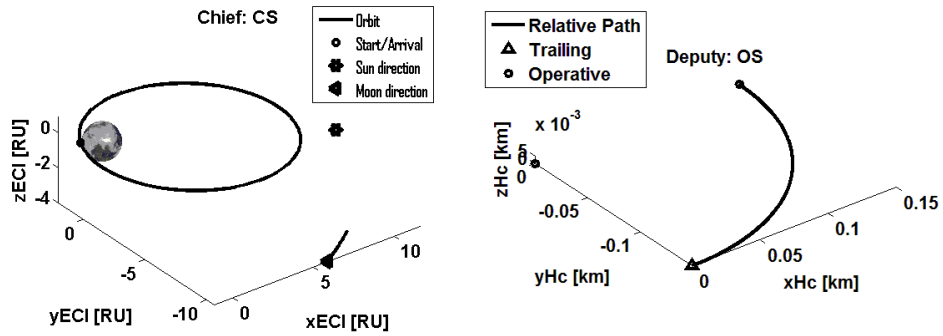 Chief: CS
Orbit
Start/Arrival
Sun direction
Moon direction
zECI [RU]
0
-2
-4
yECI [RU]
0
-5
-10
xECI [RU]
0
5
10
Relative Path
Trailing
Operative
Deputy: OS
x 10⁻³
zHc [km]
5
0
yHc [km]
0
-0.05
-0.1
xHc [km]
0
0.05
0.1
0.15